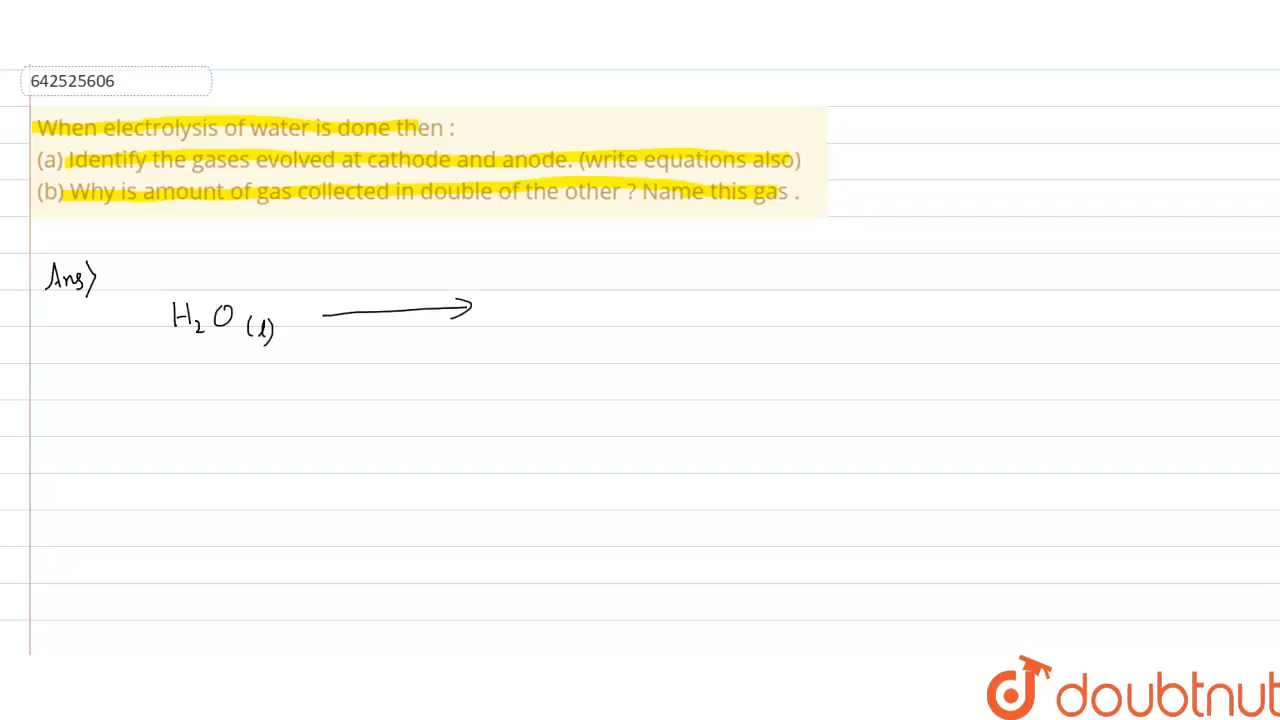 642525606
When electrolysis of water is done then :
(a) Identify the gases evolved at cathode and anode. (write equations also)
(b) Why is amount of gas collected in double of the other ? Name this gas .
Ans)
H₂O (l) ⟶
doubtnut